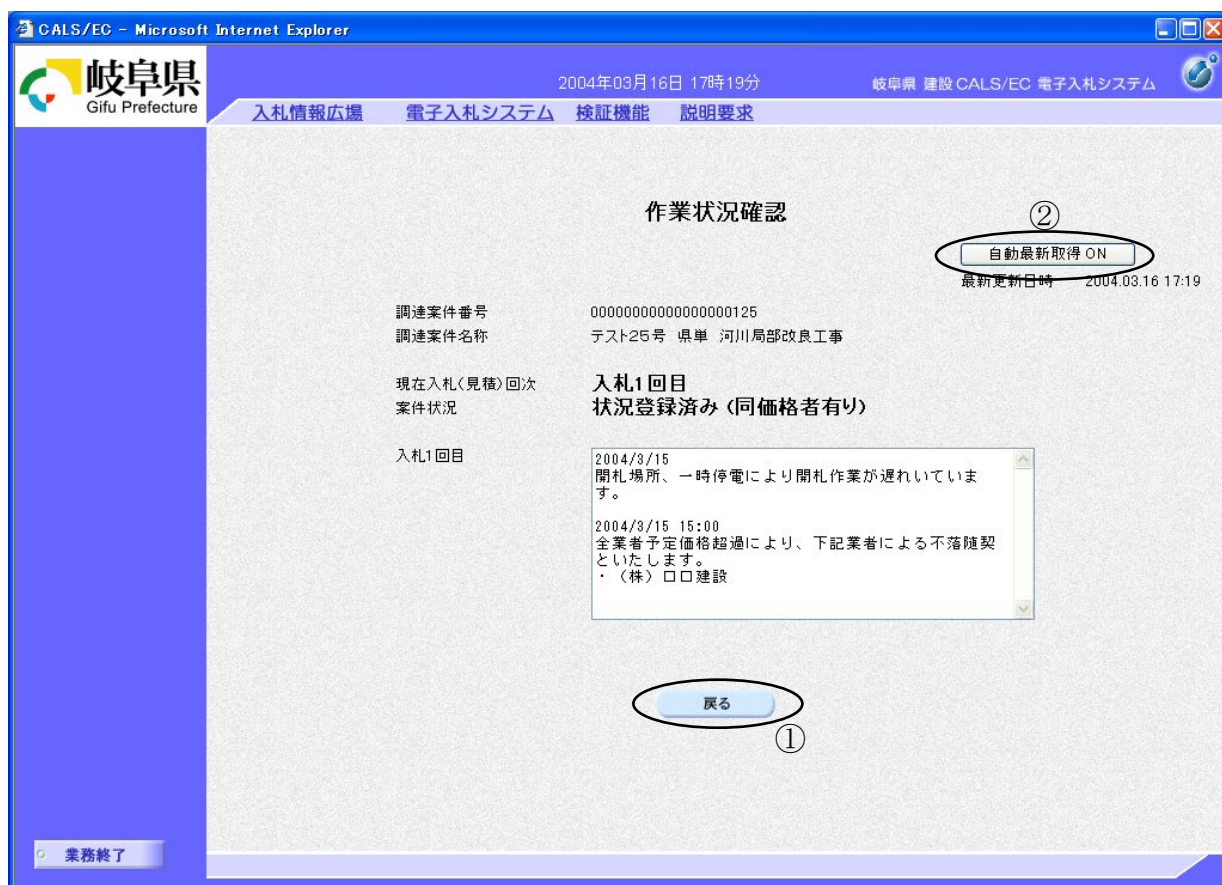 CALS/EC - Microsoft Internet Explorer
岐阜県
Gifu Prefecture
2004年03月16日 17時19分
岐阜県 建設 CALS/EC 電子入札システム
入札情報広場 電子入札システム 検証機能 説明要求
作業状況確認
②
自動最新取得 ON
最新更新日時 2004.03.16 17:19
調達案件番号 00000000000000000125
調達案件名称 テスト25号 県単 河川局部改良工事
現在入札(見積)回次 入札1回目
案件状況 状況登録済み (同価格者有り)
入札1回目
2004/3/15
開札場所、一時停電により開札作業が遅れいていま
す。
2004/3/15 15:00
全業者予定価格超過により、下記業者による不落随契
といたします。
・（株）ロロ建設
戻る
①
業務終了